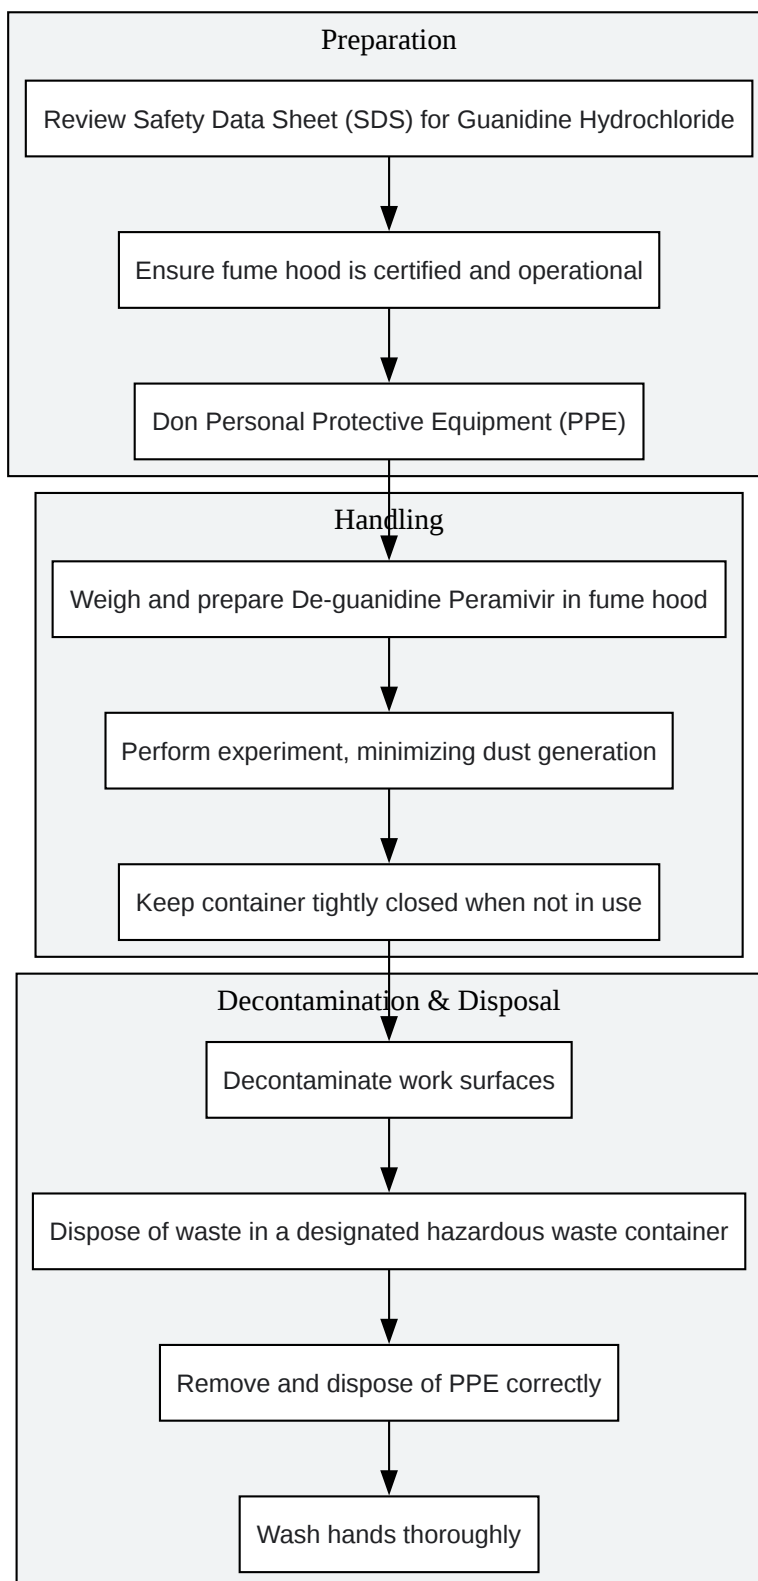 Preparation
Review Safety Data Sheet (SDS) for Guanidine Hydrochloride
Ensure fume hood is certified and operational
Don Personal Protective Equipment (PPE)
Handling
Weigh and prepare De-guanidine Peramivir in fume hood
Perform experiment, minimizing dust generation
Keep container tightly closed when not in use
Decontamination & Disposal
Decontaminate work surfaces
Dispose of waste in a designated hazardous waste container
Remove and dispose of PPE correctly
Wash hands thoroughly